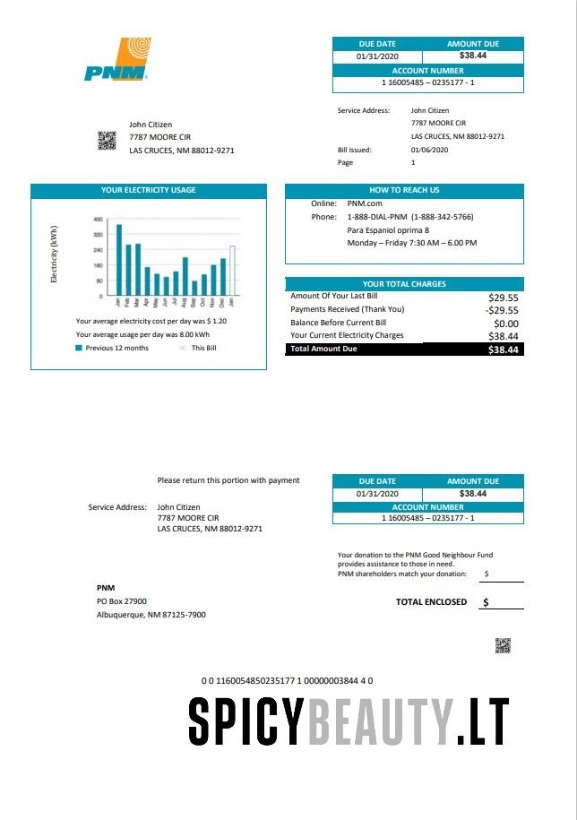 PNM
DUE DATE AMOUNT DUE
01/31/2020 $38.44
ACCOUNT NUMBER
1 16005485 – 0235177 - 1
Service Address: John Citizen
7787 MOORE CIR
LAS CRUCES, NM 88012-9271
Bill Issued: 01/06/2020
Page 1
John Citizen
7787 MOORE CIR
LAS CRUCES, NM 88012-9271
YOUR ELECTRICITY USAGE
Electricity (kWh)
400
320
240
160
80
0
Jan Feb Mar Apr May Jun Jul Aug Sep Oct Nov Dec Jan
Your average electricity cost per day was $ 1.20
Your average usage per day was 8.00 kWh
Previous 12 months This Bill
HOW TO REACH US
Online: PNM.com
Phone: 1-888-DIAL-PNM (1-888-342-5766)
Para Espaniol oprima 8
Monday – Friday 7:30 AM – 6.00 PM
YOUR TOTAL CHARGES
Amount Of Your Last Bill $29.55
Payments Received (Thank You) -$29.55
Balance Before Current Bill $0.00
Your Current Electricity Charges $38.44
Total Amount Due $38.44
Please return this portion with payment
Service Address: John Citizen
7787 MOORE CIR
LAS CRUCES, NM 88012-9271
DUE DATE AMOUNT DUE
01/31/2020 $38.44
ACCOUNT NUMBER
1 16005485 – 0235177 - 1
Your donation to the PNM Good Neighbour Fund
provides assistance to those in need.
PNM shareholders match your donation: $
PNM
PO Box 27900
Albuquerque, NM 87125-7900
TOTAL ENCLOSED $
0 0 1160054850235177 1 00000003844 4 0
SPICYBEAUTY.LT